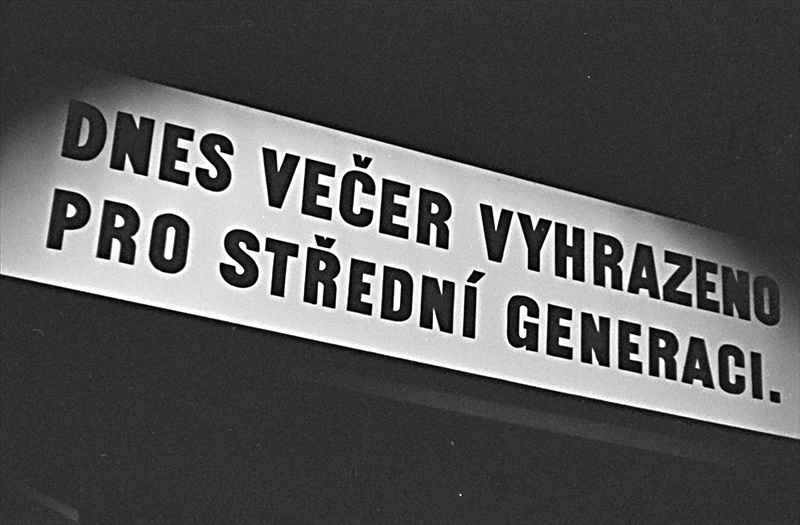 DNES VEČER VYHRAZENO
PRO STŘEDNÍ GENERACI.